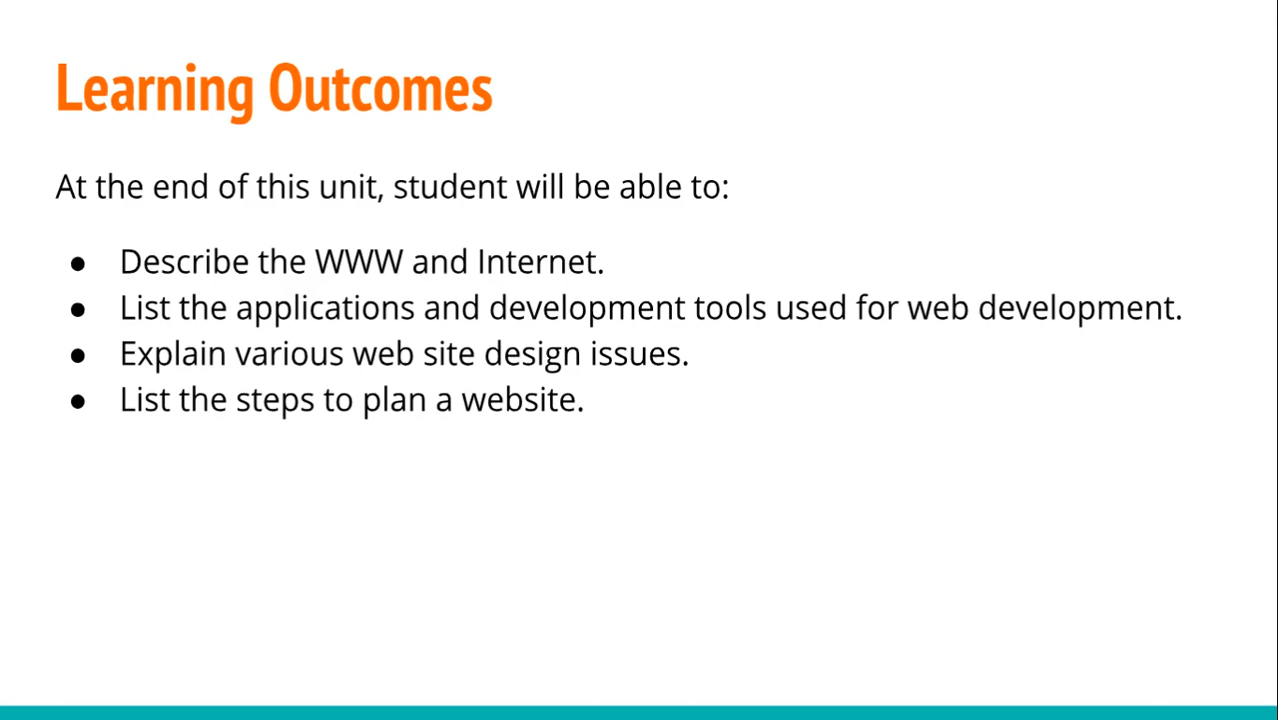 Learning Outcomes
At the end of this unit, student will be able to:
● Describe the WWW and Internet.
● List the applications and development tools used for web development.
● Explain various web site design issues.
● List the steps to plan a website.